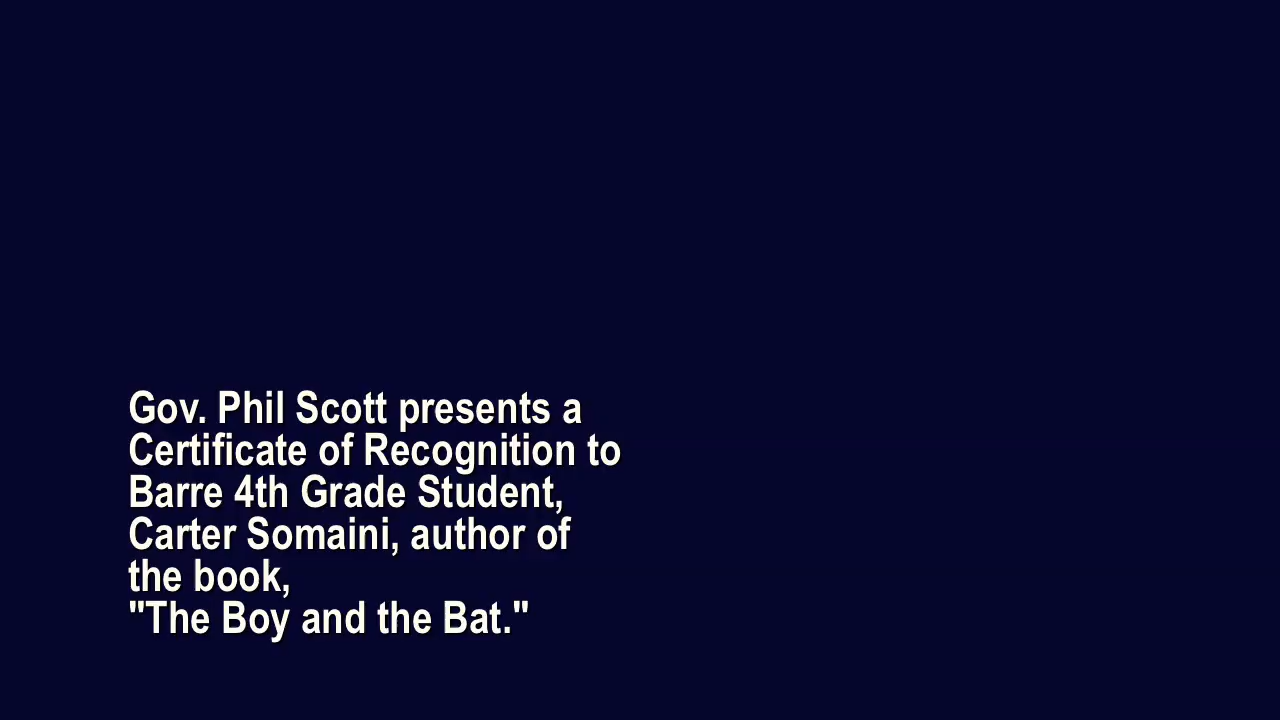 Gov. Phil Scott presents a
Certificate of Recognition to
Barre 4th Grade Student,
Carter Somaini, author of
the book,
"The Boy and the Bat."